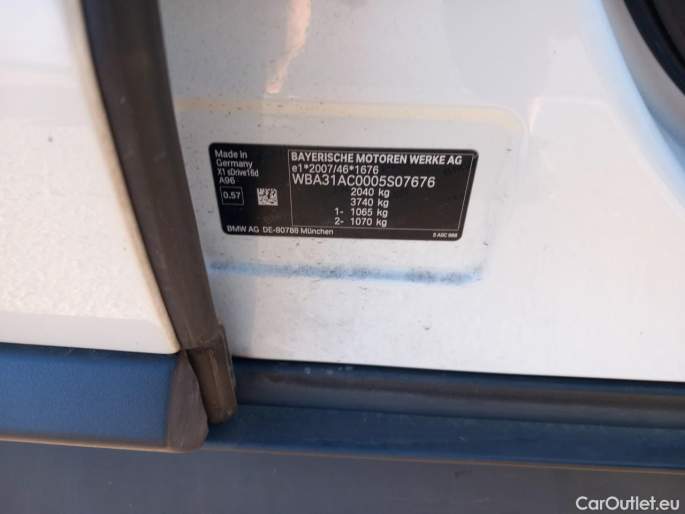 Made in
Germany
X1 sDrive16d
A96
0.57
BMW AG DE-80788 München
BAYERISCHE MOTOREN WERKE AG
e1*2007/46*1676
WBA31AC0005S07676
2040 kg
3740 kg
1- 1065 kg
2- 1070 kg
CarOutlet.eu